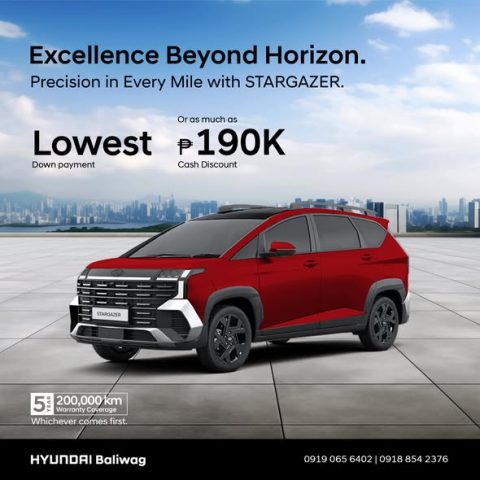 Excellence Beyond Horizon.
Precision in Every Mile with STARGAZER.
Lowest
Down payment
Or as much as
₱190K
Cash Discount
STARGAZER
5 YEARS
200,000 km
Warranty Coverage
Whichever comes first.
HYUNDAI Baliwag
0919 065 6402 | 0918 854 2376